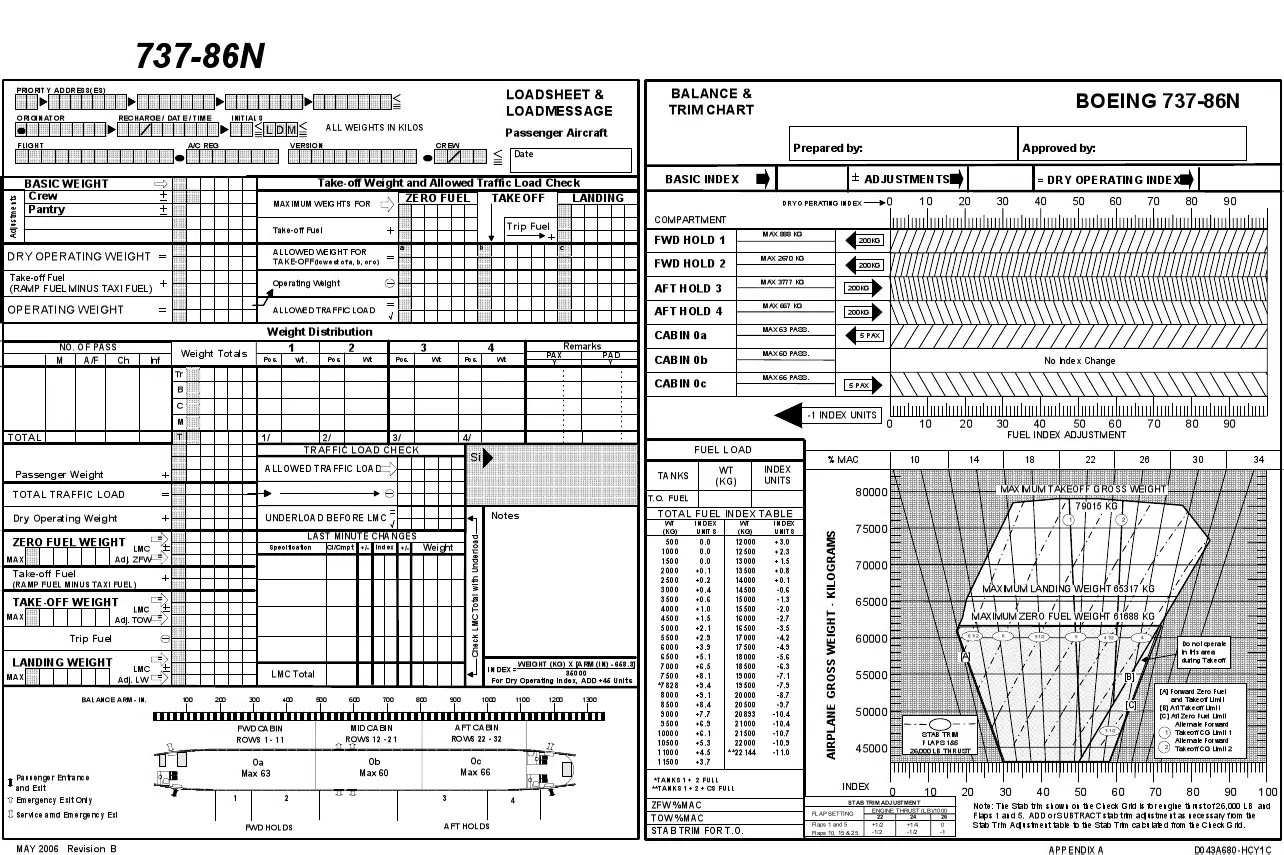 737-86N
PRIORITY ADDRESS(ES)
LOADSHEET &
LOADMESSAGE
Passenger Aircraft
ORIGINATOR RECHARGE / DATE / TIME INITIALS
L D M ALL WEIGHTS IN KILOS
FLIGHT A/C REG VERSION CREW
Date
BASIC WEIGHT
Crew
Pantry
Adjustments
DRY OPERATING WEIGHT =
Take-off Fuel
(RAMP FUEL MINUS TAXI FUEL) +
OPERATING WEIGHT =
Take-off Weight and Allowed Traffic Load Check
MAXIMUM WEIGHTS FOR ZERO FUEL TAKE OFF LANDING
Take-off Fuel + Trip Fuel +
ALLOWED WEIGHT FOR
TAKE-OFF (lowest of a, b, or c) = a b c
Operating Weight
ALLOWED TRAFFIC LOAD =
Weight Distribution
NO. OF PASS Weight Totals 1 2 3 4 Remarks
M A/F Ch Inf Pos. wt. Pos. Wt Pos. Wt Pos. Wt PAX PAD
Tr
B
C
M
TOTAL T 1/ 2/ 3/ 4/
TRAFFIC LOAD CHECK
Passenger Weight +
ALLOWED TRAFFIC LOAD
Si
TOTAL TRAFFIC LOAD =
Dry Operating Weight +
UNDERLOAD BEFORE LMC =
Notes
ZERO FUEL WEIGHT =
LMC ±
MAX Adj. ZFW =
LAST MINUTE CHANGES
Specification Cl/Cmpt +/- Index +/- Weight
Take-off Fuel
(RAMP FUEL MINUS TAXI FUEL) +
TAKE-OFF WEIGHT =
LMC ±
MAX Adj. TOW =
Trip Fuel
LANDING WEIGHT =
LMC ±
MAX Adj. LW =
LMC Total
Check LMC Total with Underload
INDEX = WEIGHT (KG) X [ARM (IN) - 658.3]
35000
For Dry Operating Index, ADD +45 Units
BALANCE ARM - IN.
200 300 400 500 600 700 800 900 1000 1100 1200 1300
FWD CABIN
ROWS 1 - 11
MID CABIN
ROWS 12 - 21
AFT CABIN
ROWS 22 - 32
0a
Max 63
0b
Max 60
0c
Max 66
Passenger Entrance
and Exit
Emergency Exit Only
Service and Emergency Exi
1 2 3 4
FWD HOLDS
AFT HOLDS
MAY 2006 Revision B
BALANCE &
TRIM CHART
BOEING 737-86N
Prepared by:
Approved by:
BASIC INDEX
± ADJUSTMENTS
= DRY OPERATING INDEX
DRY OPERATING INDEX
0 10 20 30 40 50 60 70 80 90 100
COMPARTMENT
FWD HOLD 1 MAX 888 KG 200KG
FWD HOLD 2 MAX 2670 KG 200KG
AFT HOLD 3 MAX 3777 KG 200KG
AFT HOLD 4 MAX 657 KG 200KG
CABIN 0a MAX 63 PASS. 5 PAX
CABIN 0b MAX 60 PASS. No Index Change
CABIN 0c MAX 66 PASS. 5 PAX
-1 INDEX UNITS
0 10 20 30 40 50 60 70 80 90
FUEL INDEX ADJUSTMENT
FUEL LOAD
TANKS WT (KG) INDEX UNITS
T.O. FUEL
TOTAL FUEL INDEX TABLE
WT (KG) INDEX UNITS WT (KG) INDEX UNITS
500 0.0 12000 +3.0
1000 0.0 12500 +2.3
1500 0.0 13000 +1.5
2000 +0.1 13500 +0.8
2500 +0.2 14000 +0.1
3000 +0.4 14500 -0.6
3500 +0.6 15000 -1.3
4000 +1.0 15500 -2.0
4500 +1.5 16000 -2.7
5000 +2.1 16500 -3.5
5500 +2.9 17000 -4.2
6000 +3.9 17500 -4.9
6500 +5.1 18000 -5.6
7000 +6.5 18500 -6.3
7500 +8.1 19000 -7.1
*7828 +9.4 19500 -7.9
8000 +9.1 20000 -8.7
8500 +8.4 20500 -9.7
9000 +7.7 20893 -10.4
9500 +6.9 21000 -10.4
10000 +6.1 21500 -10.7
10500 +5.3 22000 -10.9
11000 +4.5 **22144 -11.0
11500 +3.7
*TANKS 1 + 2 FULL
**TANKS 1 + 2 + CS FULL
ZFW %MAC
TOW %MAC
STAB TRIM FOR T.O.
% MAC 10 14 18 22 26 30 34
AIRPLANE GROSS WEIGHT - KILOGRAMS
80000
75000
70000
65000
60000
55000
50000
45000
MAXIMUM TAKEOFF GROSS WEIGHT
79015 KG
1 2
MAXIMUM LANDING WEIGHT 65317 KG
MAXIMUM ZERO FUEL WEIGHT 61688 KG
6 1/2 6 5 1/2 5 4 1/2 4
[A]
[B]
[C]
3 1/2
Do not operate
in this area
during Takeoff
[A] Forward Zero Fuel
and Takeoff Limit
[B] Aft Takeoff Limit
[C] Aft Zero Fuel Limit
Alternate Forward
1 Takeoff CG Limit 1
Alternate Forward
2 Takeoff CG Limit 2
STAB TRIM
FLAPS 1&5
26,000 LB THRUST
INDEX 0 10 20 30 40 50 60 70 80 90 100
STAB TRIM ADJUSTMENT
FLAP SETTING ENGINE THRUST (LB)/1000
22 24 26
Flaps 1 and 5 +1/2 +1/4 0
Flaps 10, 15 & 25 -1/2 -1/2 -1
Note: The Stab trim shown on the Check Grid is for engine thrust of 26,000 LB and
Flaps 1 and 5. ADD or SUBTRACT stab trim adjustment as necessary from the
Stab Trim Adjustment table to the Stab Trim calculated from the Check Grid.
APPENDIX A
D043A680-HCY1C